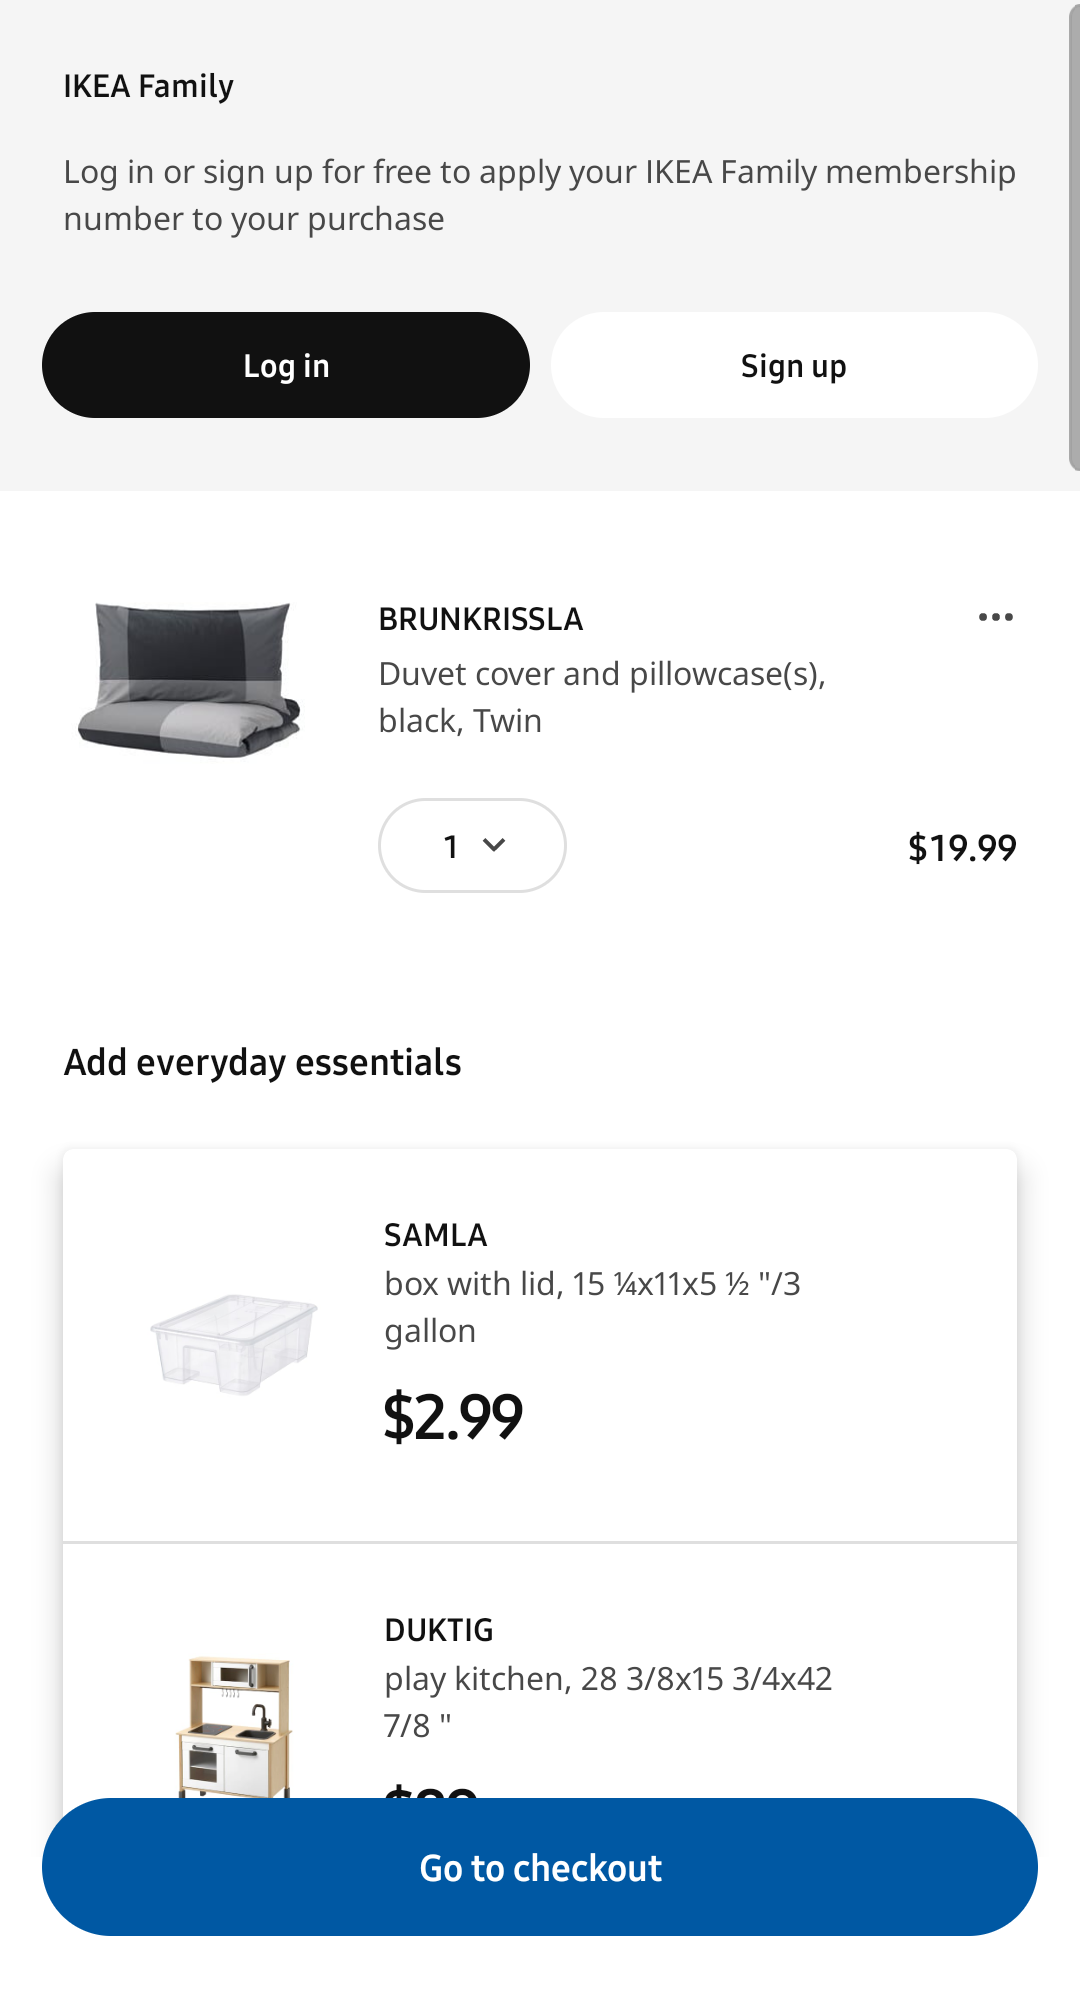 IKEA Family
Log in or sign up for free to apply your IKEA Family membership
number to your purchase
Log in
Sign up
BRUNKRISSLA
Duvet cover and pillowcase(s),
black, Twin
1
$19.99
Add everyday essentials
SAMLA
box with lid, 15 ¼x11x5 ½ "/3
gallon
$2.99
DUKTIG
play kitchen, 28 3/8x15 3/4x42
7/8 "
Go to checkout